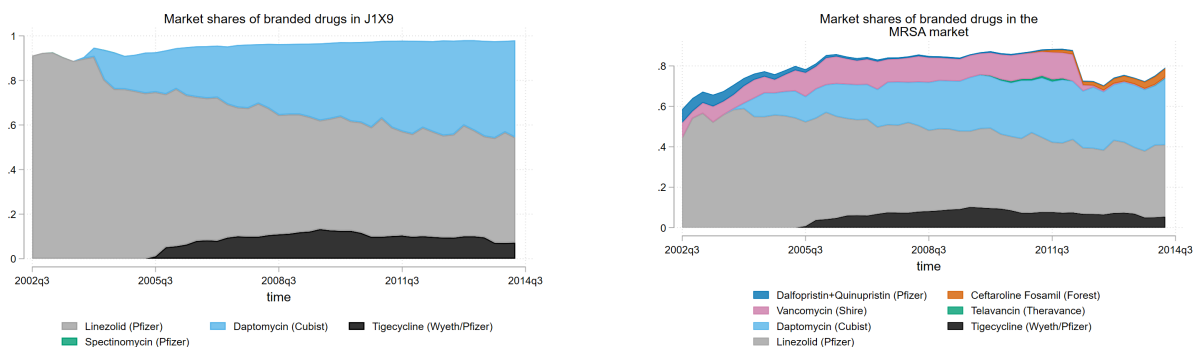 Market shares of branded drugs in J1X9
1
.8
.6
.4
.2
0
2002q3 2005q3 2008q3 2011q3 2014q3
time
Linezolid (Pfizer) Daptomycin (Cubist) Tigecycline (Wyeth/Pfizer)
Spectinomycin (Pfizer)
Market shares of branded drugs in the
MRSA market
.8
.6
.4
.2
0
2002q3 2005q3 2008q3 2011q3 2014q3
time
Dalfopristin+Quinupristin (Pfizer) Ceftaroline Fosamil (Forest)
Vancomycin (Shire) Telavancin (Theravance)
Daptomycin (Cubist) Tigecycline (Wyeth/Pfizer)
Linezolid (Pfizer)